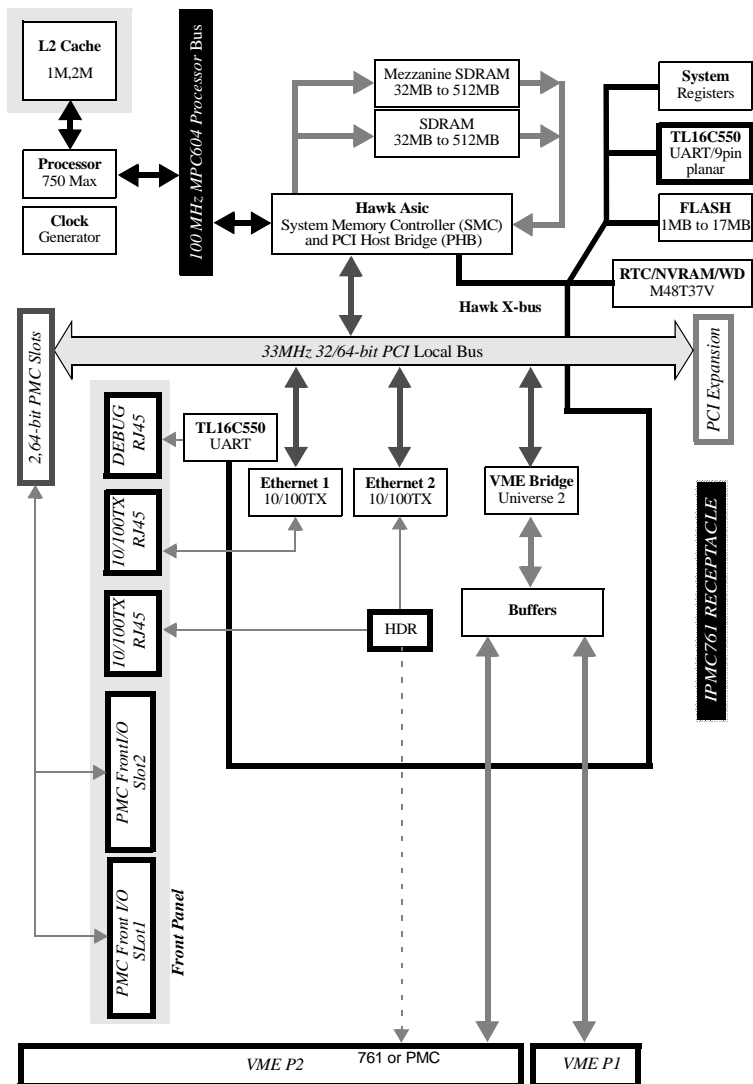 L2 Cache
1M,2M
Processor
750 Max
Clock
Generator
100 MHz MPC604 Processor Bus
Mezzanine SDRAM
32MB to 512MB
SDRAM
32MB to 512MB
Hawk Asic
System Memory Controller (SMC)
and PCI Host Bridge (PHB)
System
Registers
TL16C550
UART/9pin
planar
FLASH
1MB to 17MB
RTC/NVRAM/WD
M48T37V
Hawk X-bus
33MHz 32/64-bit PCI Local Bus
2,64-bit PMC Slots
PCI Expansion
DEBUG
RJ45
TL16C550
UART
Ethernet 1
10/100TX
Ethernet 2
10/100TX
VME Bridge
Universe 2
10/100TX
RJ45
10/100TX
RJ45
HDR
Buffers
IPMC761 RECEPTACLE
PMC FrontI/O
Slot2
PMC Front I/O
SLot1
Front Panel
VME P2
761 or PMC
VME P1